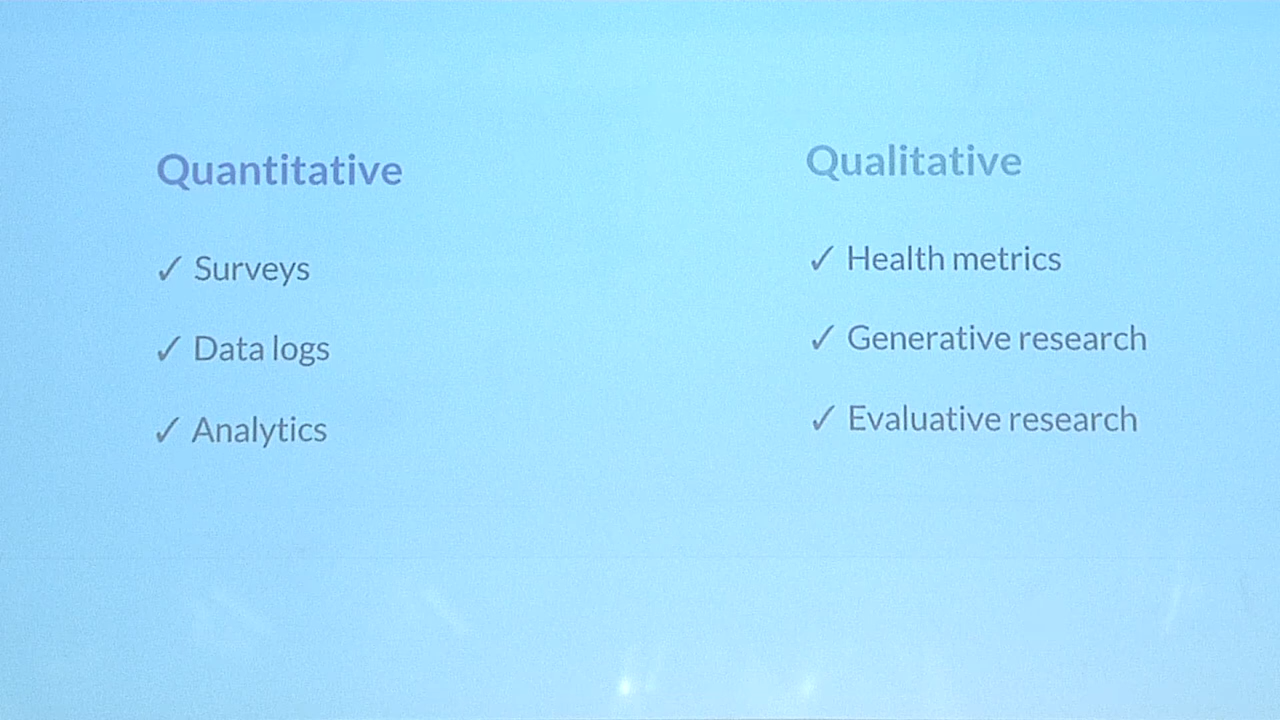 Quantitative
✓ Surveys
✓ Data logs
✓ Analytics
Qualitative
✓ Health metrics
✓ Generative research
✓ Evaluative research